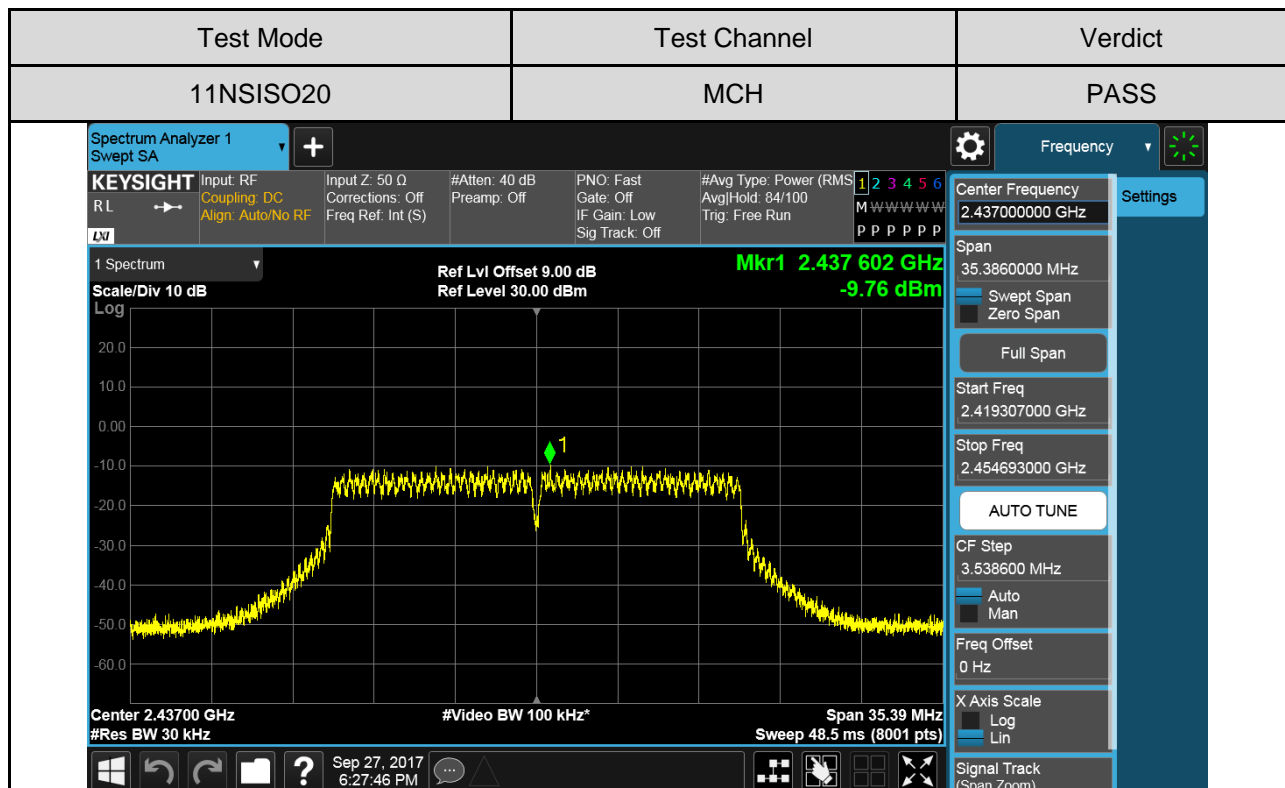 Test Mode Test Channel Verdict
11NSISO20 MCH PASS
Spectrum Analyzer 1
Swept SA
Frequency
KEYSIGHT
R L
LXI
Input: RF
Coupling: DC
Align: Auto/No RF
Input Z: 50 Ω
Corrections: Off
Freq Ref: Int (S)
#Atten: 40 dB
Preamp: Off
PNO: Fast
Gate: Off
IF Gain: Low
Sig Track: Off
#Avg Type: Power (RMS
Avg|Hold: 84/100
Trig: Free Run
1 2 3 4 5 6
M W W W W W
P P P P P P
1 Spectrum
Scale/Div 10 dB
Log
Ref Lvl Offset 9.00 dB
Ref Level 30.00 dBm
Mkr1 2.437 602 GHz
-9.76 dBm
20.0
10.0
0.00
-10.0
-20.0
-30.0
-40.0
-50.0
-60.0
1
Center 2.43700 GHz
#Res BW 30 kHz
#Video BW 100 kHz*
Span 35.39 MHz
Sweep 48.5 ms (8001 pts)
?
Sep 27, 2017
6:27:46 PM
Center Frequency
2.437000000 GHz
Settings
Span
35.3860000 MHz
Swept Span
Zero Span
Full Span
Start Freq
2.419307000 GHz
Stop Freq
2.454693000 GHz
AUTO TUNE
CF Step
3.538600 MHz
Auto
Man
Freq Offset
0 Hz
X Axis Scale
Log
Lin
Signal Track
(Span Zoom)